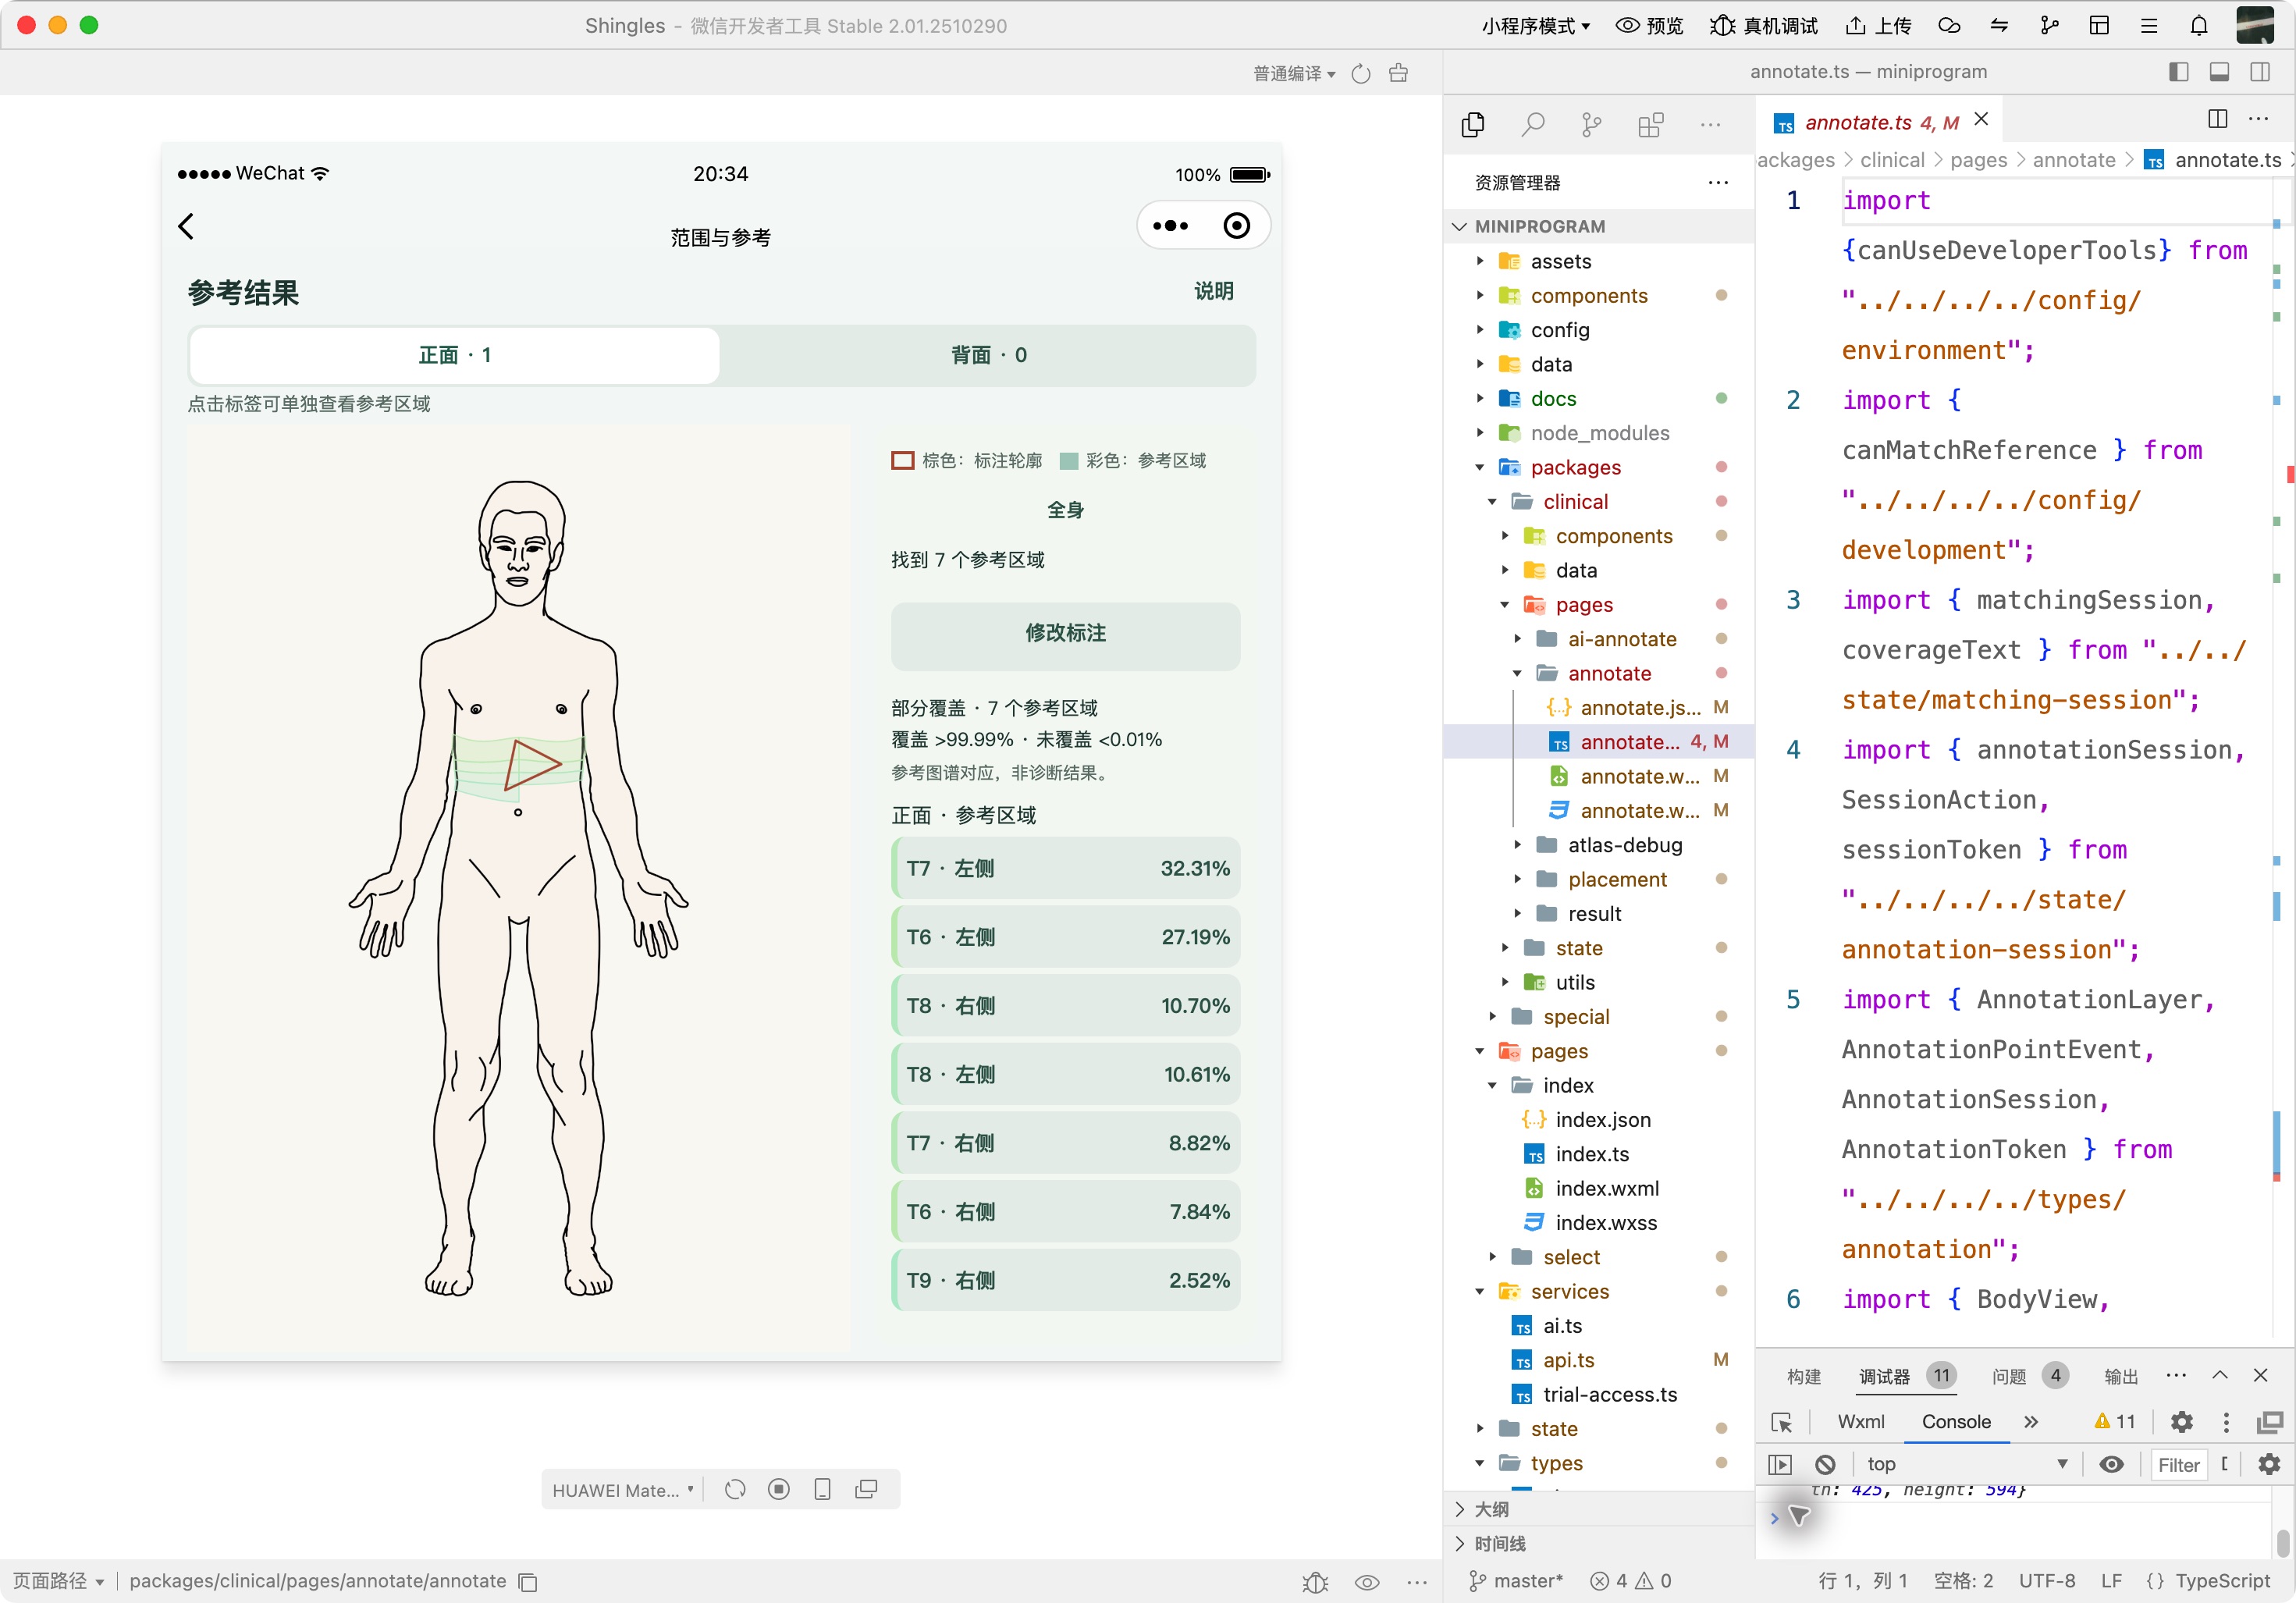 Shingles - 微信开发者工具 Stable 2.01.2510290
小程序模式 预览 真机调试 上传
普通编译
annotate.ts — miniprogram
WeChat 20:34 100%
范围与参考
参考结果 说明
正面 · 1 背面 · 0
点击标签可单独查看参考区域
棕色：标注轮廓 彩色：参考区域
全身
找到 7 个参考区域
修改标注
部分覆盖 · 7 个参考区域
覆盖 >99.99% · 未覆盖 <0.01%
参考图谱对应，非诊断结果。
正面 · 参考区域
T7 · 左侧 32.31%
T6 · 左侧 27.19%
T8 · 右侧 10.70%
T8 · 左侧 10.61%
T7 · 右侧 8.82%
T6 · 右侧 7.84%
T9 · 右侧 2.52%
HUAWEI Mate...
页面路径 packages/clinical/pages/annotate/annotate
资源管理器
MINIPROGRAM
assets
components
config
data
docs
node_modules
packages
clinical
components
data
pages
ai-annotate
annotate
annotate.js... M
annotate... 4, M
annotate.w... M
annotate.w... M
atlas-debug
placement
result
state
utils
special
pages
index
index.json
index.ts
index.wxml
index.wxss
select
services
ai.ts
api.ts M
trial-access.ts
state
types
大纲
时间线
master* 4 0
annotate.ts 4, M
ackages > clinical > pages > annotate > annotate.ts
1 import
{canUseDeveloperTools} from
"../../../../config/
environment";
2 import {
canMatchReference } from
"../../../../config/
development";
3 import { matchingSession,
coverageText } from "../../
state/matching-session";
4 import { annotationSession,
SessionAction,
sessionToken } from
"../../../../state/
annotation-session";
5 import { AnnotationLayer,
AnnotationPointEvent,
AnnotationSession,
AnnotationToken } from
"../../../../types/
annotation";
6 import { BodyView,
构建 调试器 11 问题 4 输出
Wxml Console 11
top Filter
th: 425, height: 594}
行 1，列 1 空格: 2 UTF-8 LF {} TypeScript